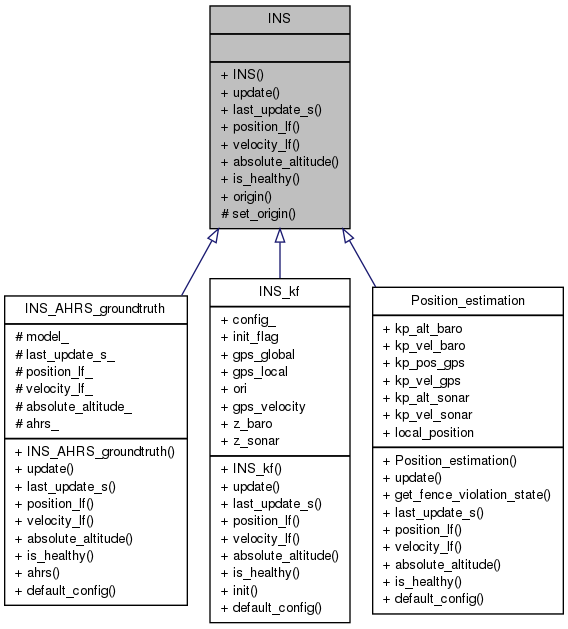 INS
+ INS()
+ update()
+ last_update_s()
+ position_lf()
+ velocity_lf()
+ absolute_altitude()
+ is_healthy()
+ origin()
# set_origin()
INS_AHRS_groundtruth
# model_
# last_update_s_
# position_lf_
# velocity_lf_
# absolute_altitude_
# ahrs_
+ INS_AHRS_groundtruth()
+ update()
+ last_update_s()
+ position_lf()
+ velocity_lf()
+ absolute_altitude()
+ is_healthy()
+ ahrs()
+ default_config()
INS_kf
+ config_
+ init_flag
+ gps_global
+ gps_local
+ ori
+ gps_velocity
+ z_baro
+ z_sonar
+ INS_kf()
+ update()
+ last_update_s()
+ position_lf()
+ velocity_lf()
+ absolute_altitude()
+ is_healthy()
+ init()
+ default_config()
Position_estimation
+ kp_alt_baro
+ kp_vel_baro
+ kp_pos_gps
+ kp_vel_gps
+ kp_alt_sonar
+ kp_vel_sonar
+ local_position
+ Position_estimation()
+ update()
+ get_fence_violation_state()
+ last_update_s()
+ position_lf()
+ velocity_lf()
+ absolute_altitude()
+ is_healthy()
+ default_config()